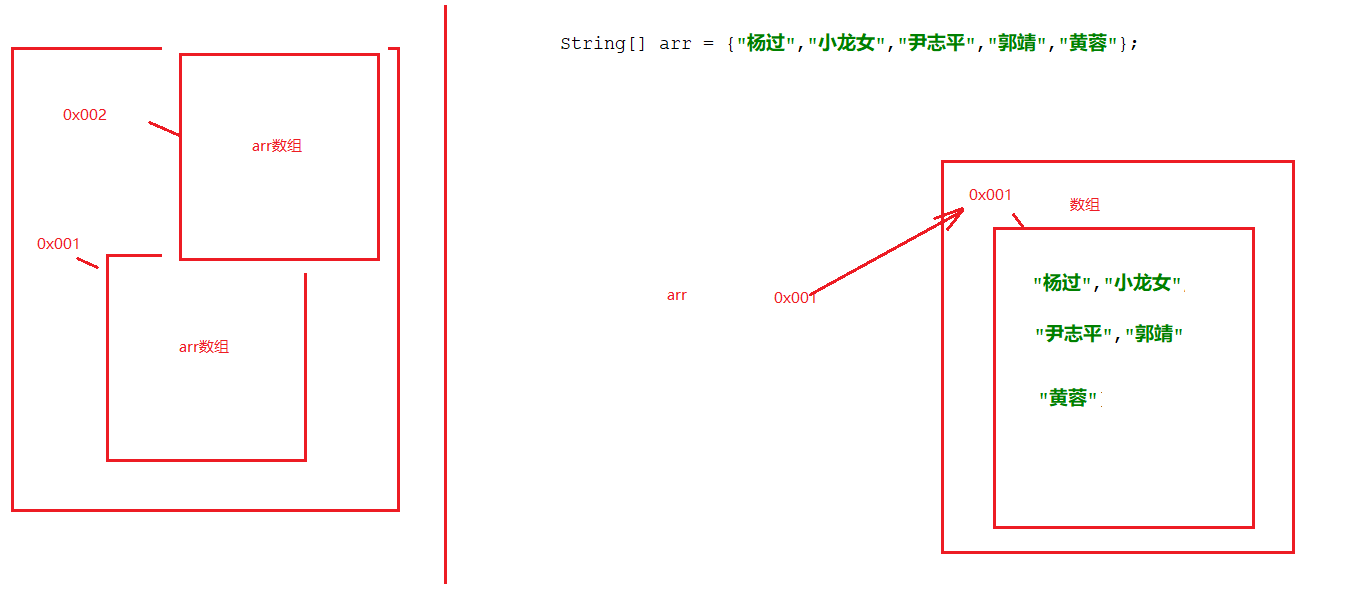 0x002
arr数组
0x001
arr数组
String[] arr = {"杨过","小龙女","尹志平","郭靖","黄蓉"};
0x001
数组
arr
0x001
"杨过","小龙女"
"尹志平","郭靖"
"黄蓉"